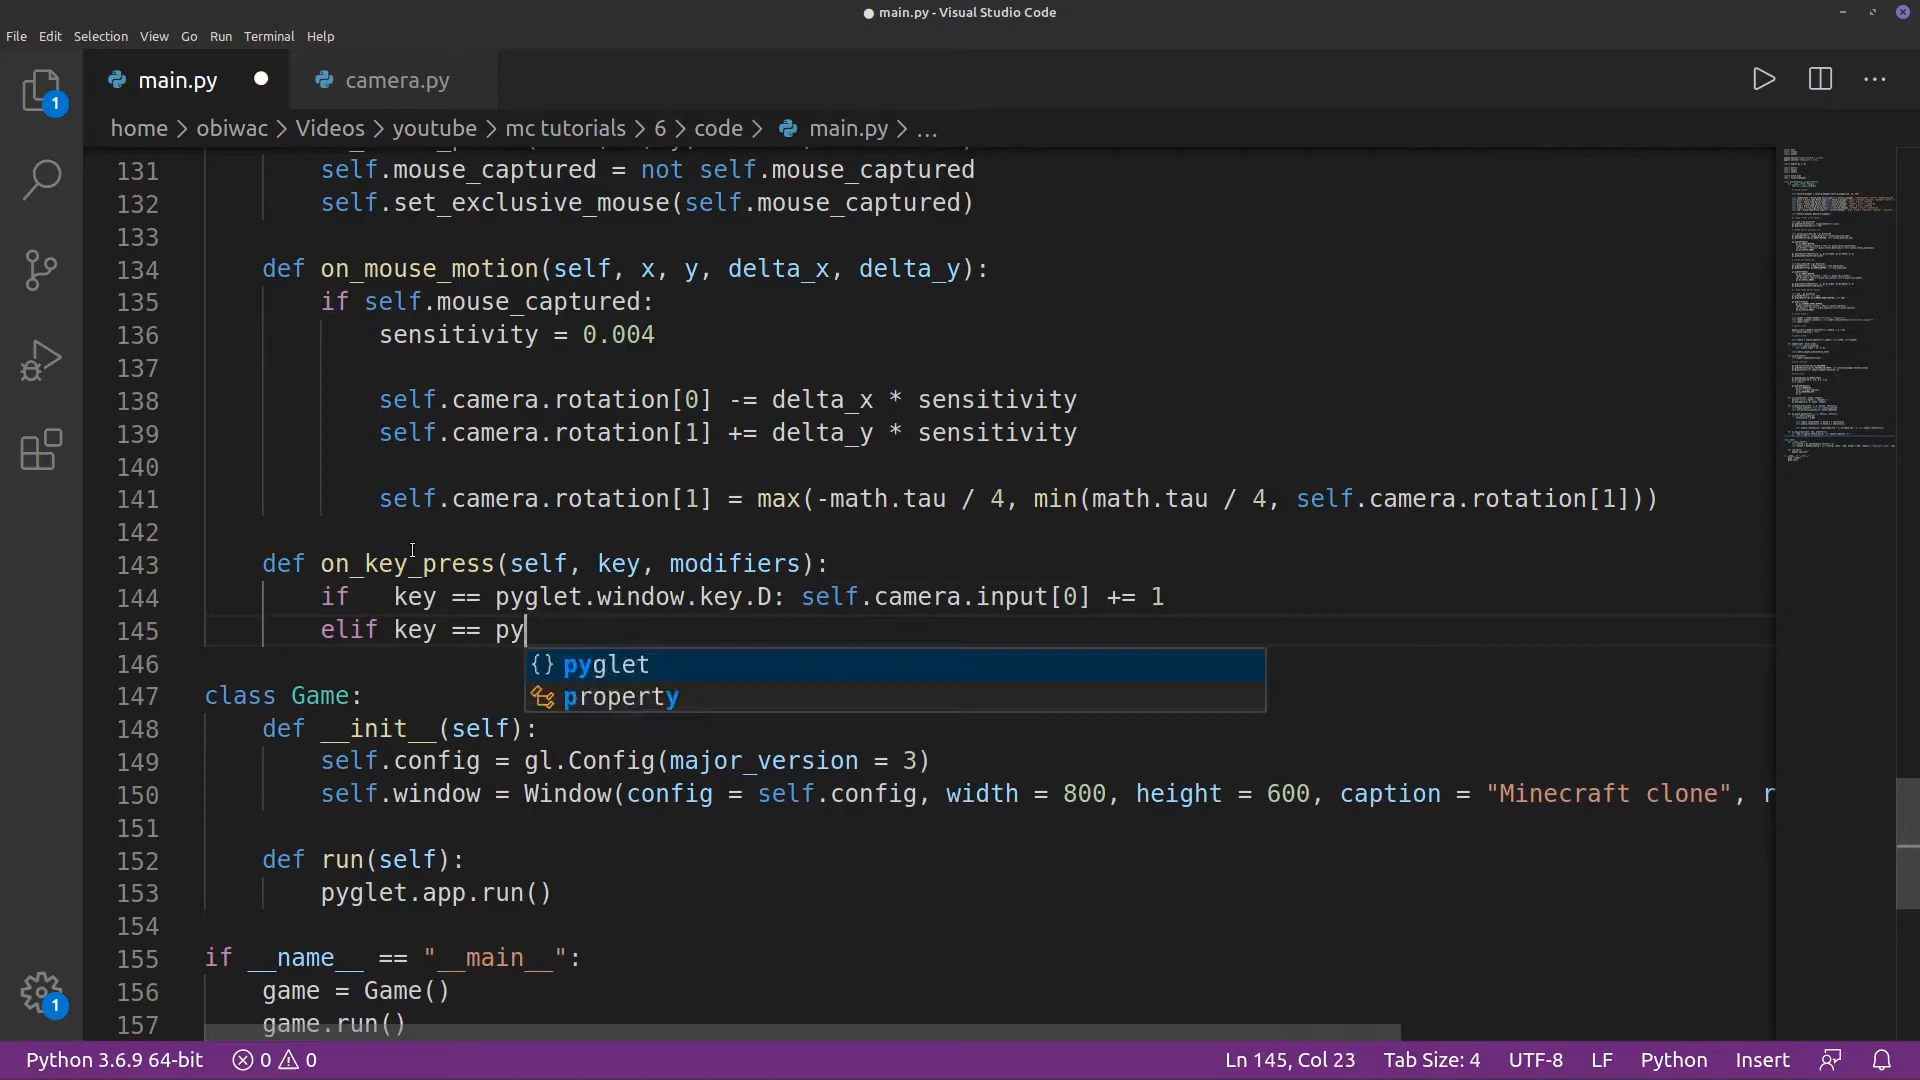 ● main.py - Visual Studio Code
File Edit Selection View Go Run Terminal Help
main.py ● camera.py
home > obiwac > Videos > youtube > mc tutorials > 6 > code > main.py > ...
1
131 self.mouse_captured = not self.mouse_captured
132 self.set_exclusive_mouse(self.mouse_captured)
133
134 def on_mouse_motion(self, x, y, delta_x, delta_y):
135 if self.mouse_captured:
136 sensitivity = 0.004
137
138 self.camera.rotation[0] -= delta_x * sensitivity
139 self.camera.rotation[1] += delta_y * sensitivity
140
141 self.camera.rotation[1] = max(-math.tau / 4, min(math.tau / 4, self.camera.rotation[1]))
142
143 def on_key_press(self, key, modifiers):
144 if   key == pyglet.window.key.D: self.camera.input[0] += 1
145 elif key == py
{} pyglet
property
146
147 class Game:
148 def __init__(self):
149 self.config = gl.Config(major_version = 3)
150 self.window = Window(config = self.config, width = 800, height = 600, caption = "Minecraft clone", r
151
152 def run(self):
153 pyglet.app.run()
154
155 if __name__ == "__main__":
156 game = Game()
157 game.run()
1
Python 3.6.9 64-bit 0 0 Ln 145, Col 23 Tab Size: 4 UTF-8 LF Python Insert